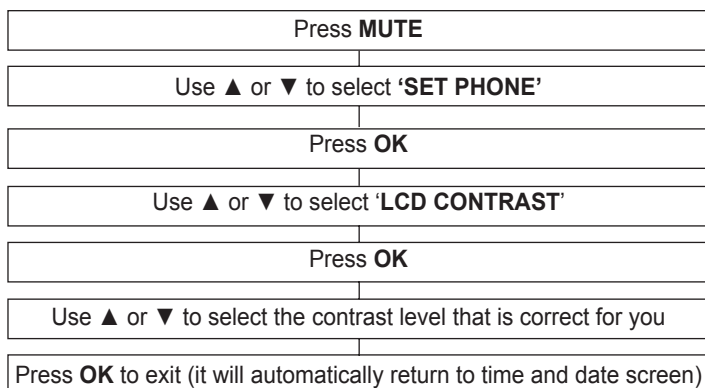 Press MUTE
Use ▲ or ▼ to select ‘SET PHONE’
Press OK
Use ▲ or ▼ to select ‘LCD CONTRAST’
Press OK
Use ▲ or ▼ to select the contrast level that is correct for you
Press OK to exit (it will automatically return to time and date screen)